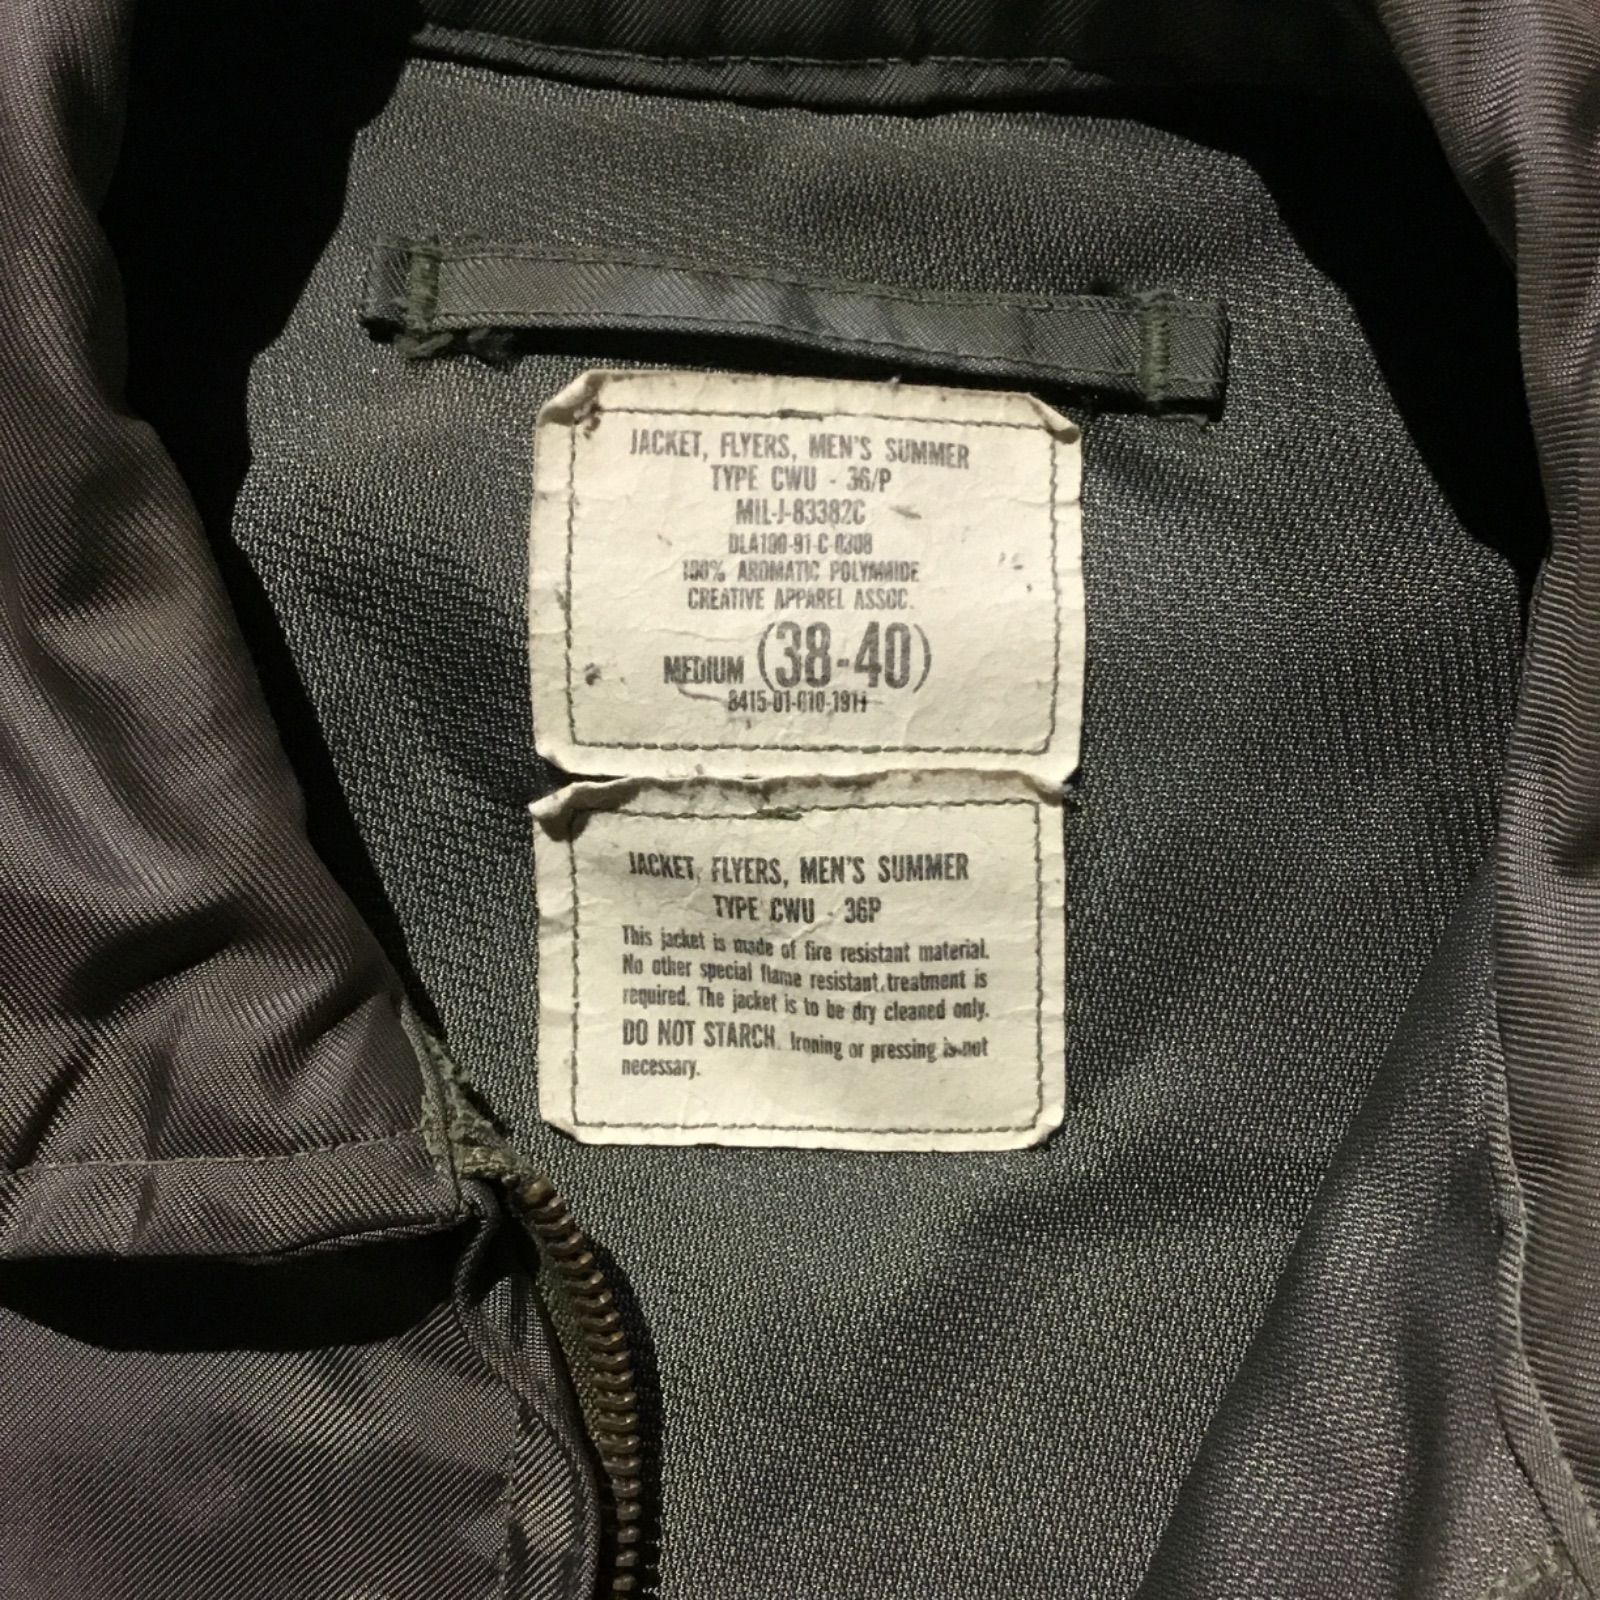 JACKET, FLYERS, MEN'S SUMMER
TYPE CWU - 36/P
MIL-J-83382C
DLA100-91-C-0308
100% AROMATIC POLYAMIDE
CREATIVE APPAREL ASSOC.
MEDIUM (38-40)
8415-01-010-1911
JACKET, FLYERS, MEN'S SUMMER
TYPE CWU - 36P
This jacket is made of fire resistant material.
No other special flame resistant treatment is
required. The jacket is to be dry cleaned only.
DO NOT STARCH. Ironing or pressing is not
necessary.